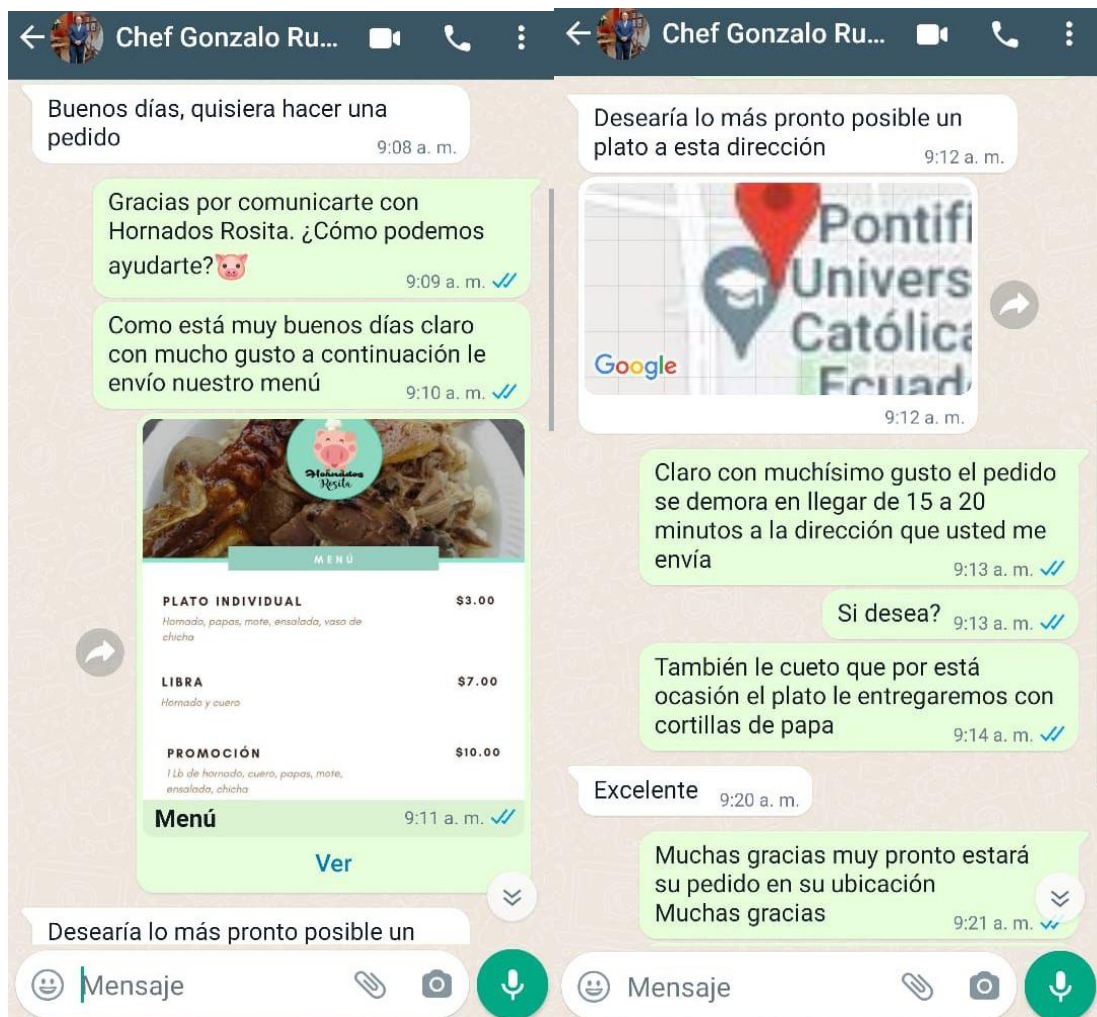 Chef Gonzalo Ru...
Buenos días, quisiera hacer una
pedido
9:08 a. m.
Gracias por comunicarte con
Hornados Rosita. ¿Cómo podemos
ayudarte?🐷
9:09 a. m.
Como está muy buenos días claro
con mucho gusto a continuación le
envío nuestro menú
9:10 a. m.
Hornados
Rosita
MENÚ
PLATO INDIVIDUAL $3.00
Hornado, papas, mote, ensalada, vaso de
chicha
LIBRA $7.00
Hornado y cuero
PROMOCIÓN $10.00
1 Lb de hornado, cuero, papas, mote,
ensalada, chicha
Menú 9:11 a. m.
Ver
Desearía lo más pronto posible un
Mensaje
Chef Gonzalo Ru...
Desearía lo más pronto posible un
plato a esta dirección
9:12 a. m.
Pontifi
Univers
Católica
Ecuad
Google
9:12 a. m.
Claro con muchísimo gusto el pedido
se demora en llegar de 15 a 20
minutos a la dirección que usted me
envía
9:13 a. m.
Si desea? 9:13 a. m.
También le cueto que por está
ocasión el plato le entregaremos con
cortillas de papa
9:14 a. m.
Excelente 9:20 a. m.
Muchas gracias muy pronto estará
su pedido en su ubicación
Muchas gracias
9:21 a. m.
Mensaje